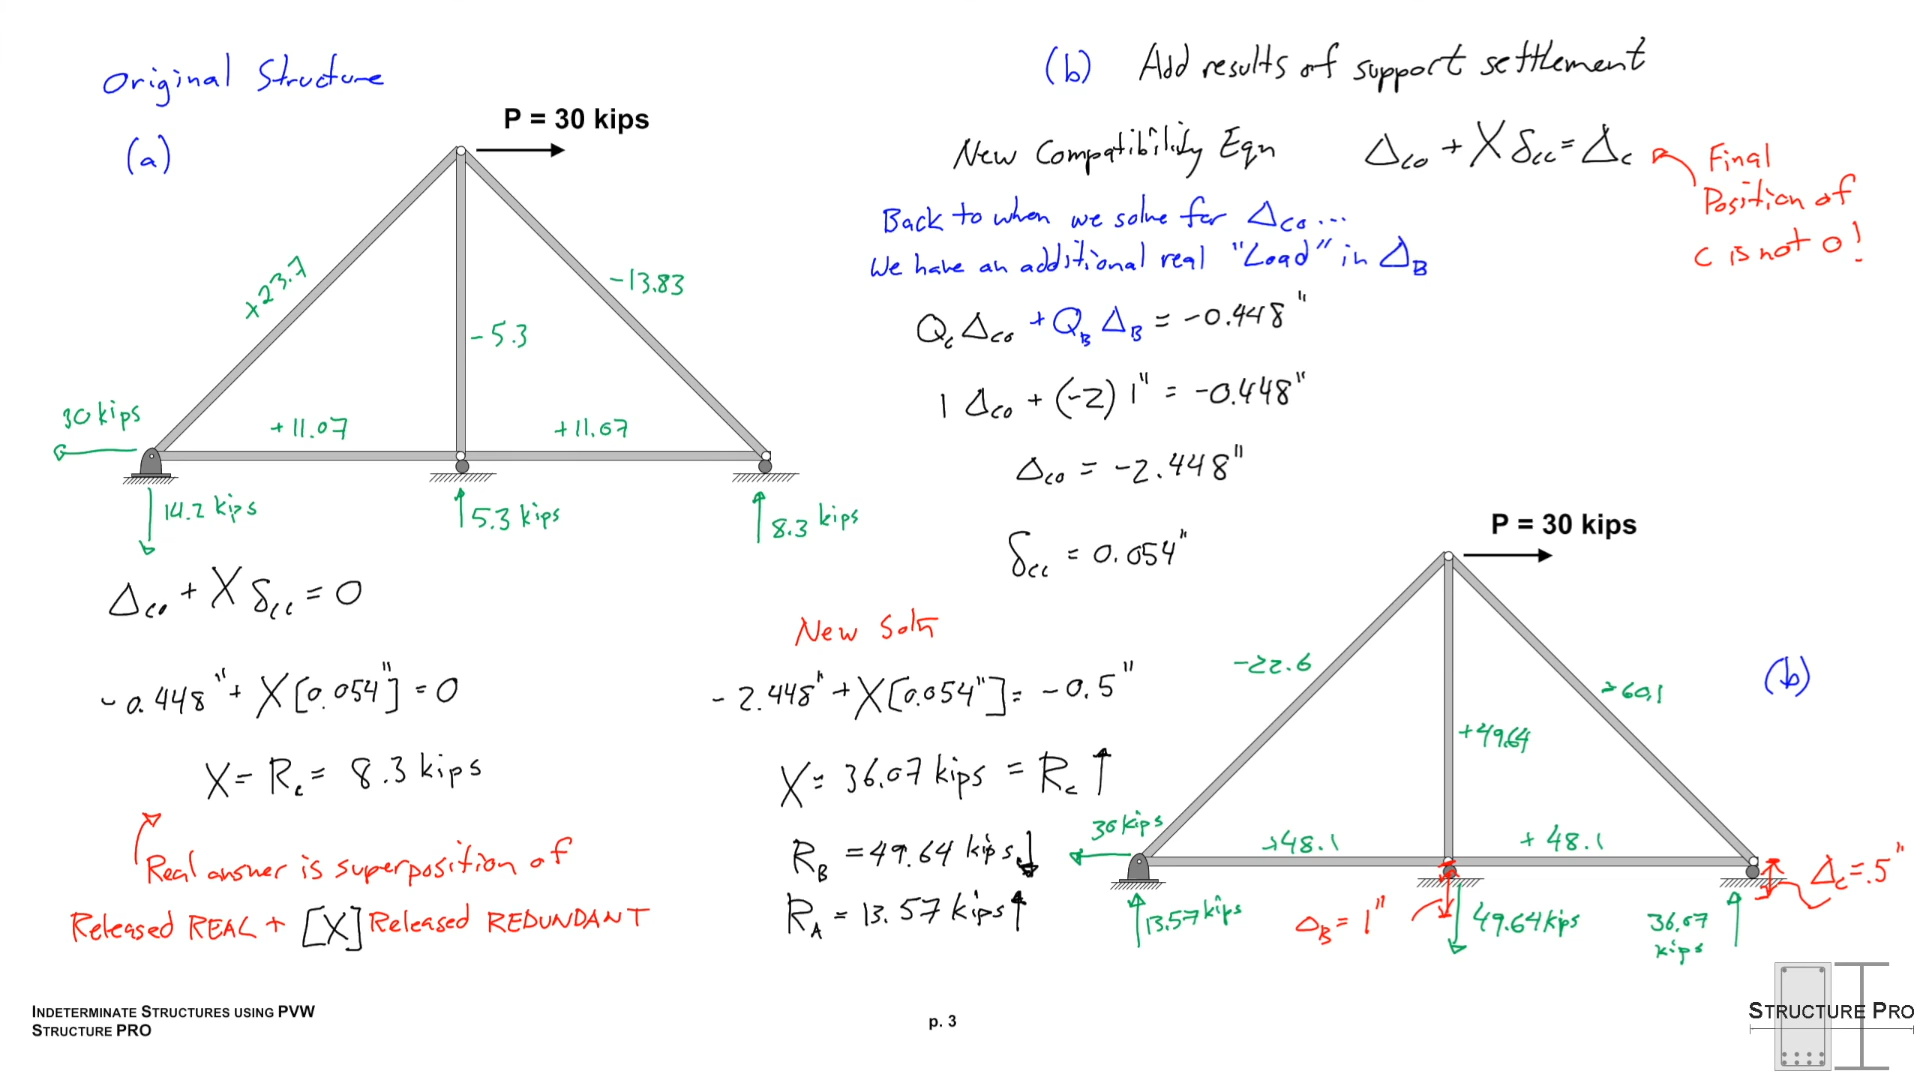 Original Structure
(a)
P = 30 kips
+23.7
-13.83
-5.3
30 kips
+11.07
+11.07
14.2 kips
5.3 kips
8.3 kips
Δco + X δcc = 0
-0.448" + X[0.054"] = 0
X = Rc = 8.3 kips
Real answer is superposition of
Released REAL + [X] Released REDUNDANT
(b) Add results of support settlement
New Compatibility Eqn Δco + X δcc = Δc
Final
Position of
C is not 0!
Back to when we solve for Δco...
We have an additional real "Load" in ΔB
Qc Δco + QB ΔB = -0.448"
1 Δco + (-2) 1" = -0.448"
Δco = -2.448"
δcc = 0.054"
New Soln
-2.448" + X[0.054"] = -0.5"
X = 36.07 kips = Rc ↑
RB = 49.64 kips ↓
RA = 13.57 kips ↑
P = 30 kips
(b)
-22.6
-60.1
+49.64
30 kips
+48.1
+48.1
Δc = .5"
13.57 kips
ΔB = 1"
49.64 kips
36.07
kips
INDETERMINATE STRUCTURES USING PVW
STRUCTURE PRO
p. 3
STRUCTURE PRO